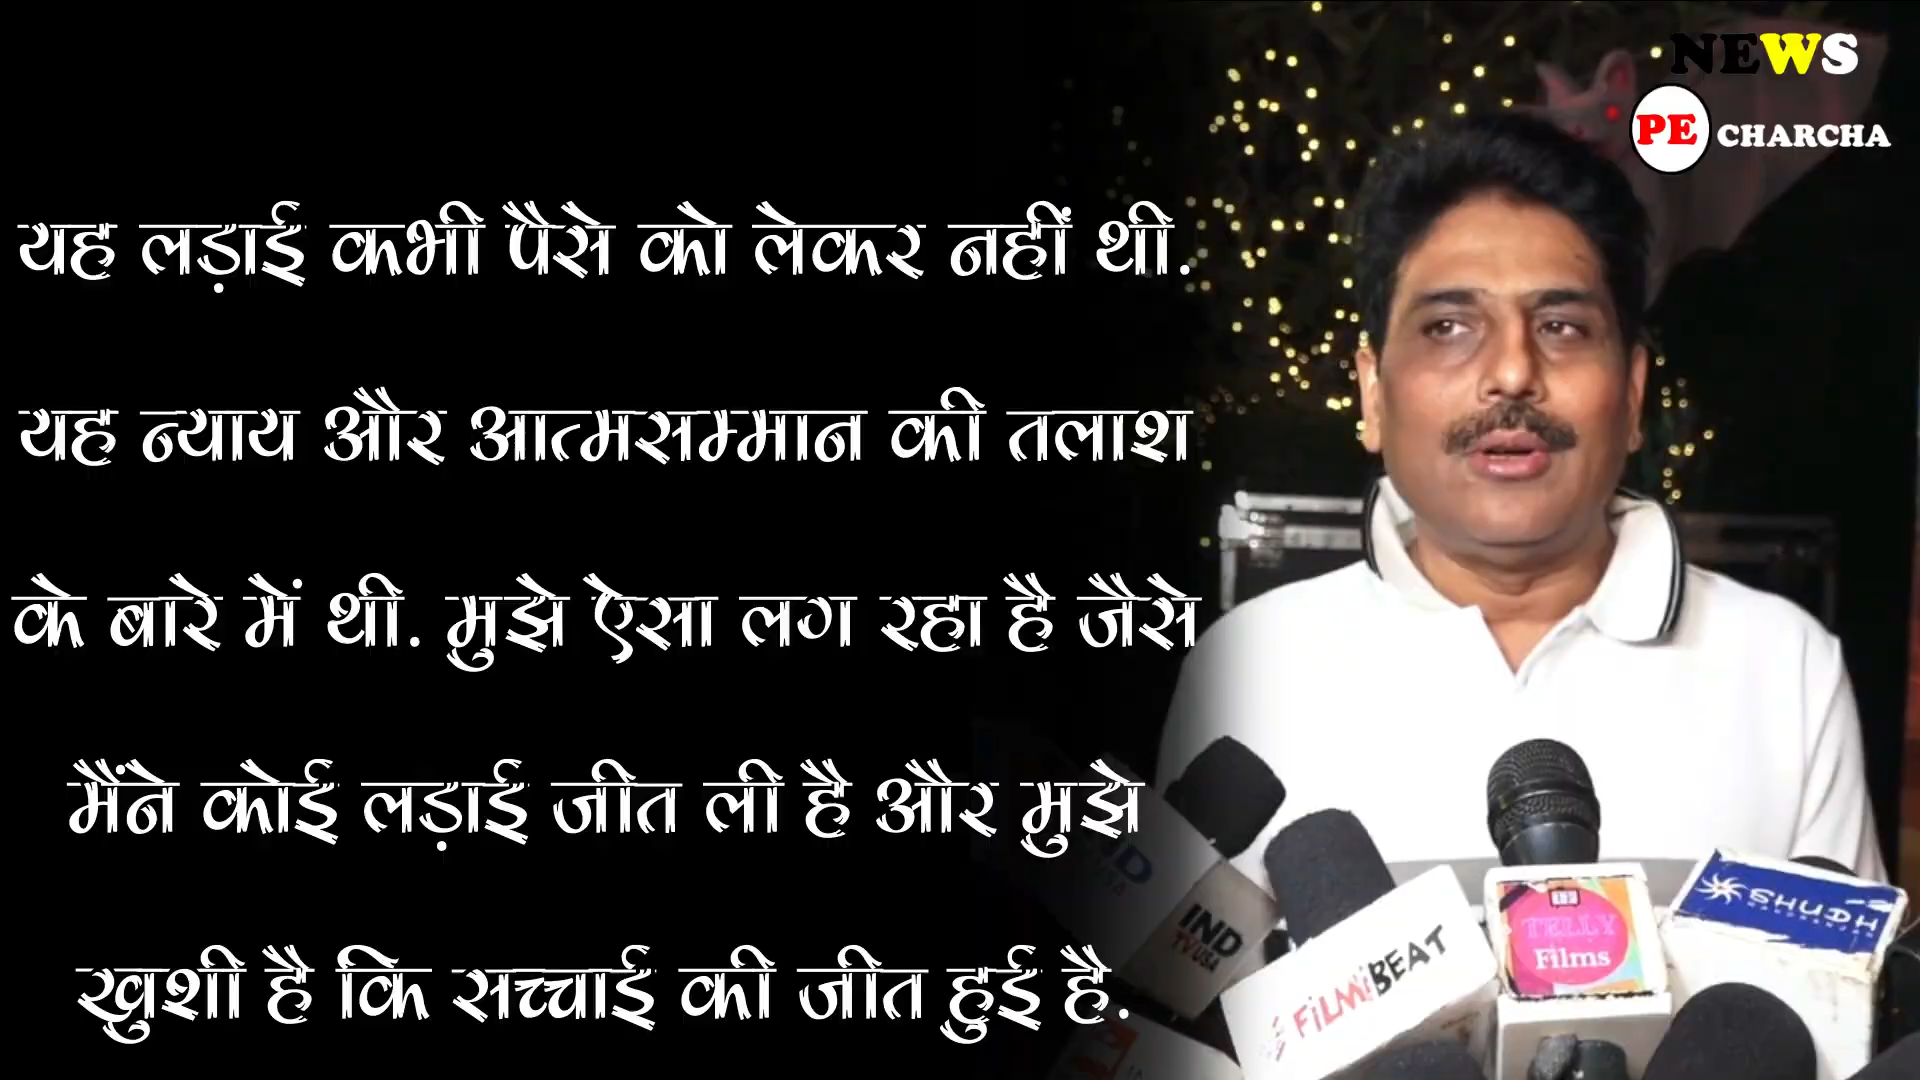 NEWS
PE CHARCHA
यह लड़ाई कभी पैसे को लेकर नहीं थी.
यह न्याय और आत्मसम्मान की तलाश
के बारे में थी. मुझे ऐसा लग रहा है जैसे
मैंने कोई लड़ाई जीत ली है और मुझे
खुशी है कि सच्चाई की जीत हुई है.
IND
TV USA
FiLMiBEAT
TELLY
Films
SHUDH
MANORANJAN